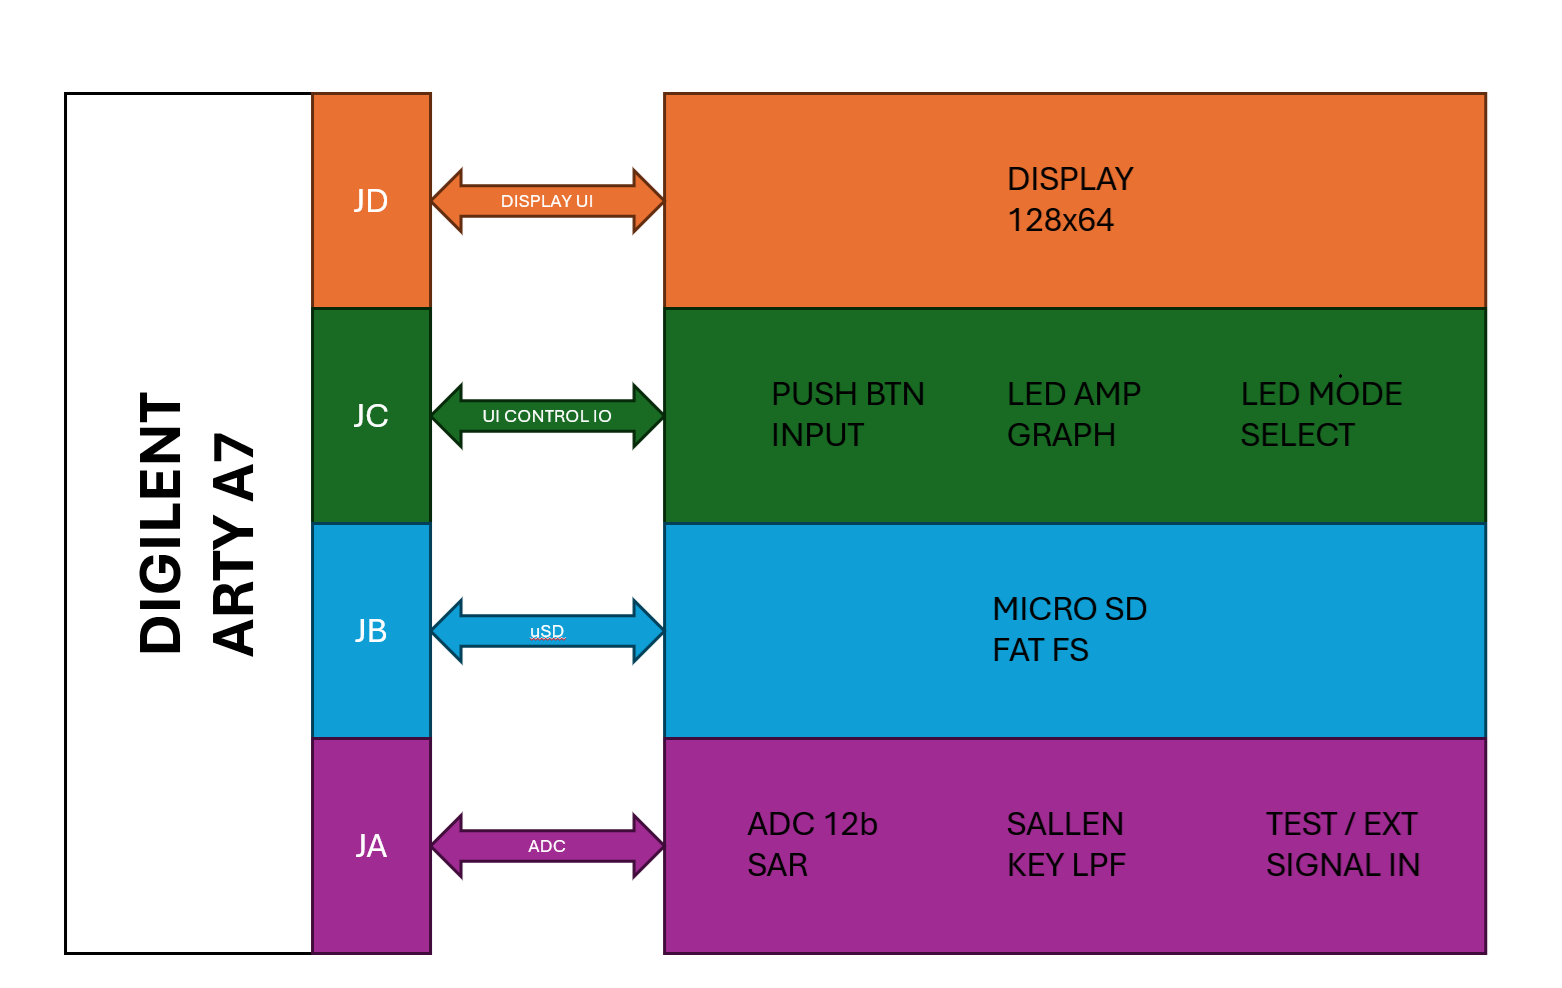 DIGILENT
ARTY A7
JD
DISPLAY UI
DISPLAY
128x64
JC
UI CONTROL IO
PUSH BTN
INPUT
LED AMP
GRAPH
LED MODE
SELECT
JB
uSD
MICRO SD
FAT FS
JA
ADC
ADC 12b
SAR
SALLEN
KEY LPF
TEST / EXT
SIGNAL IN